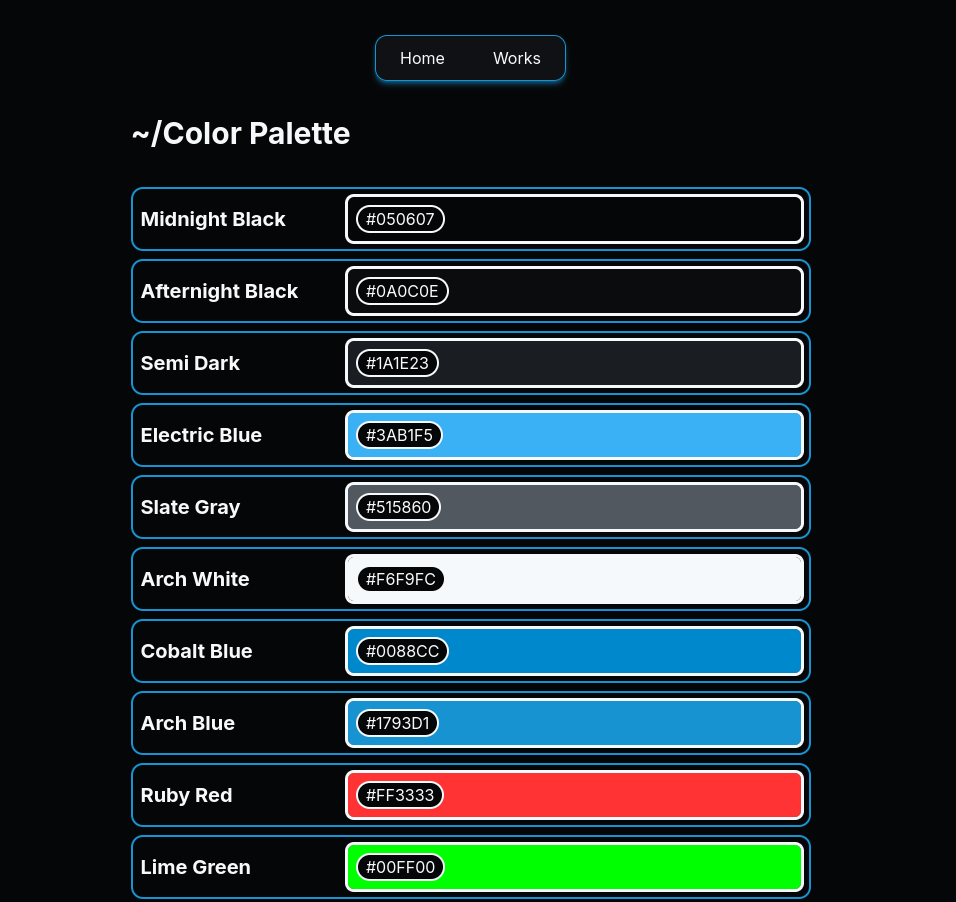 Home Works
~/Color Palette
Midnight Black #050607
Afternight Black #0A0C0E
Semi Dark #1A1E23
Electric Blue #3AB1F5
Slate Gray #515860
Arch White #F6F9FC
Cobalt Blue #0088CC
Arch Blue #1793D1
Ruby Red #FF3333
Lime Green #00FF00